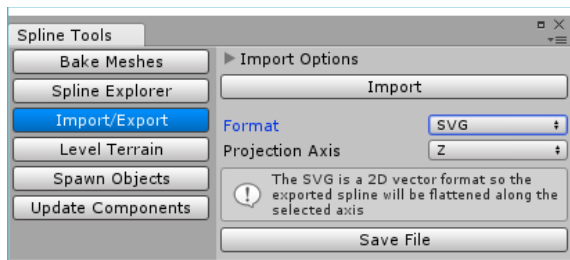 Spline Tools
Bake Meshes
Spline Explorer
Import/Export
Level Terrain
Spawn Objects
Update Components
Import Options
Import
Format SVG
Projection Axis Z
The SVG is a 2D vector format so the
exported spline will be flattened along the
selected axis
Save File